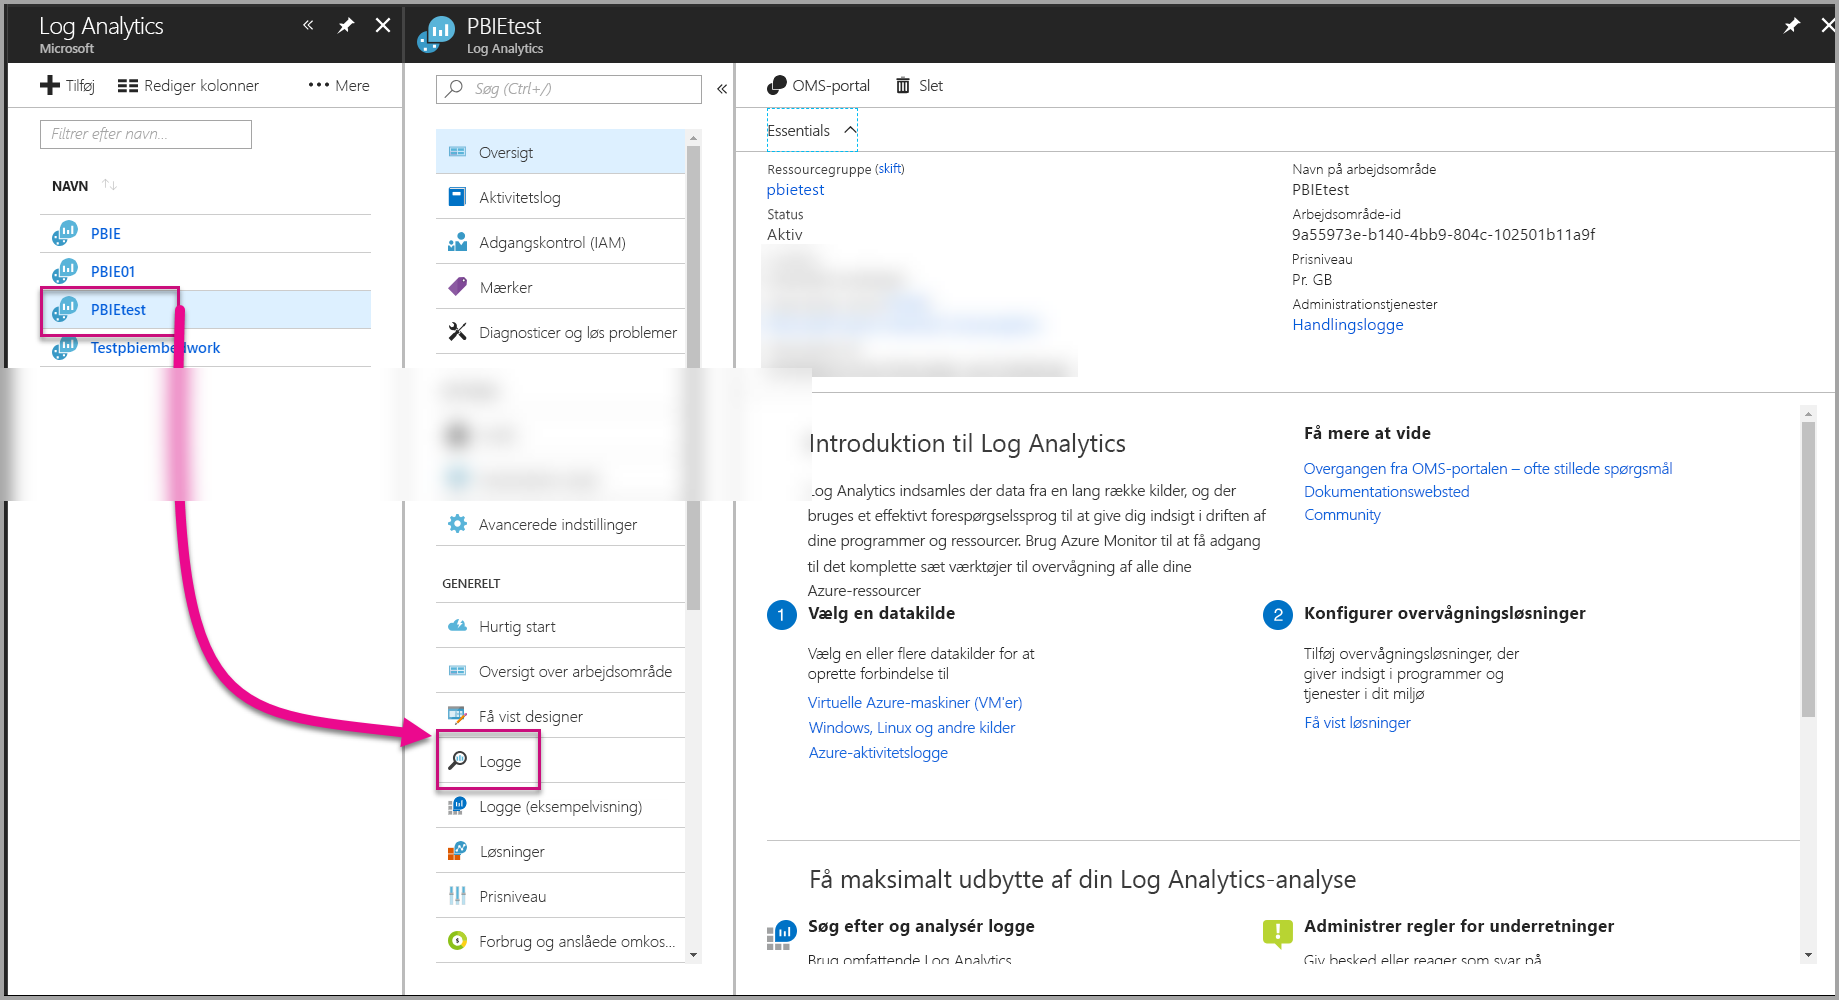 Log Analytics
Microsoft
Tilføj
Rediger kolonner
Mere
Filtrer efter navn...
NAVN
PBIE
PBIE01
PBIEtest
Testpbiembedwork
PBIEtest
Log Analytics
Søg (Ctrl+/)
Oversigt
Aktivitetslog
Adgangskontrol (IAM)
Mærker
Diagnosticer og løs problemer
Avancerede indstillinger
GENERELT
Hurtig start
Oversigt over arbejdsområde
Få vist designer
Logge
Logge (eksempelvisning)
Løsninger
Prisniveau
Forbrug og anslåede omkos...
OMS-portal
Slet
Essentials
Ressourcegruppe (skift)
pbietest
Status
Aktiv
Navn på arbejdsområde
PBIEtest
Arbejdsområde-id
9a55973e-b140-4bb9-804c-102501b11a9f
Prisniveau
Pr. GB
Administrationstjenester
Handlingslogge
Introduktion til Log Analytics
Log Analytics indsamles der data fra en lang række kilder, og der
bruges et effektivt forespørgselssprog til at give dig indsigt i driften af
dine programmer og ressourcer. Brug Azure Monitor til at få adgang
til det komplette sæt værktøjer til overvågning af alle dine
Azure-ressourcer
Få mere at vide
Overgangen fra OMS-portalen – ofte stillede spørgsmål
Dokumentationswebsted
Community
1
Vælg en datakilde
Vælg en eller flere datakilder for at
oprette forbindelse til
Virtuelle Azure-maskiner (VM'er)
Windows, Linux og andre kilder
Azure-aktivitetslogge
2
Konfigurer overvågningsløsninger
Tilføj overvågningsløsninger, der
giver indsigt i programmer og
tjenester i dit miljø
Få vist løsninger
Få maksimalt udbytte af din Log Analytics-analyse
Søg efter og analysér logge
Brug omfattende Log Analytics
Administrer regler for underretninger
Giv besked eller reager som svar på